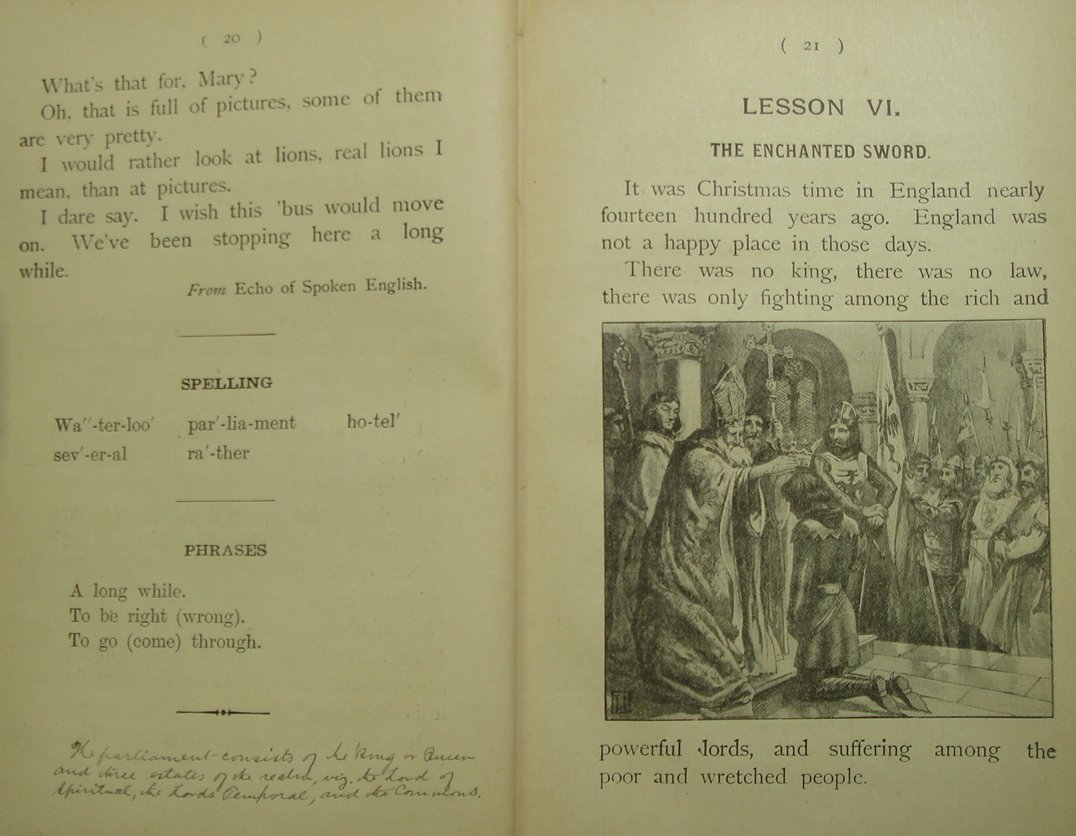 ( 20 )
What's that for, Mary?
Oh, that is full of pictures, some of them
are very pretty.
I would rather look at lions, real lions I
mean, than at pictures.
I dare say. I wish this 'bus would move
on. We've been stopping here a long
while.
From Echo of Spoken English.
SPELLING
Wa''-ter-loo' par'-lia-ment ho-tel'
sev'-er-al ra'-ther
PHRASES
A long while.
To be right (wrong).
To go (come) through.
The parliament consists of the King or Queen
and three estates of the realm, viz. the Lord of
Spiritual, the Lords Temporal, and the Commons.
( 21 )
LESSON VI.
THE ENCHANTED SWORD.
It was Christmas time in England nearly
fourteen hundred years ago. England was
not a happy place in those days.
There was no king, there was no law,
there was only fighting among the rich and
powerful lords, and suffering among the
poor and wretched people.